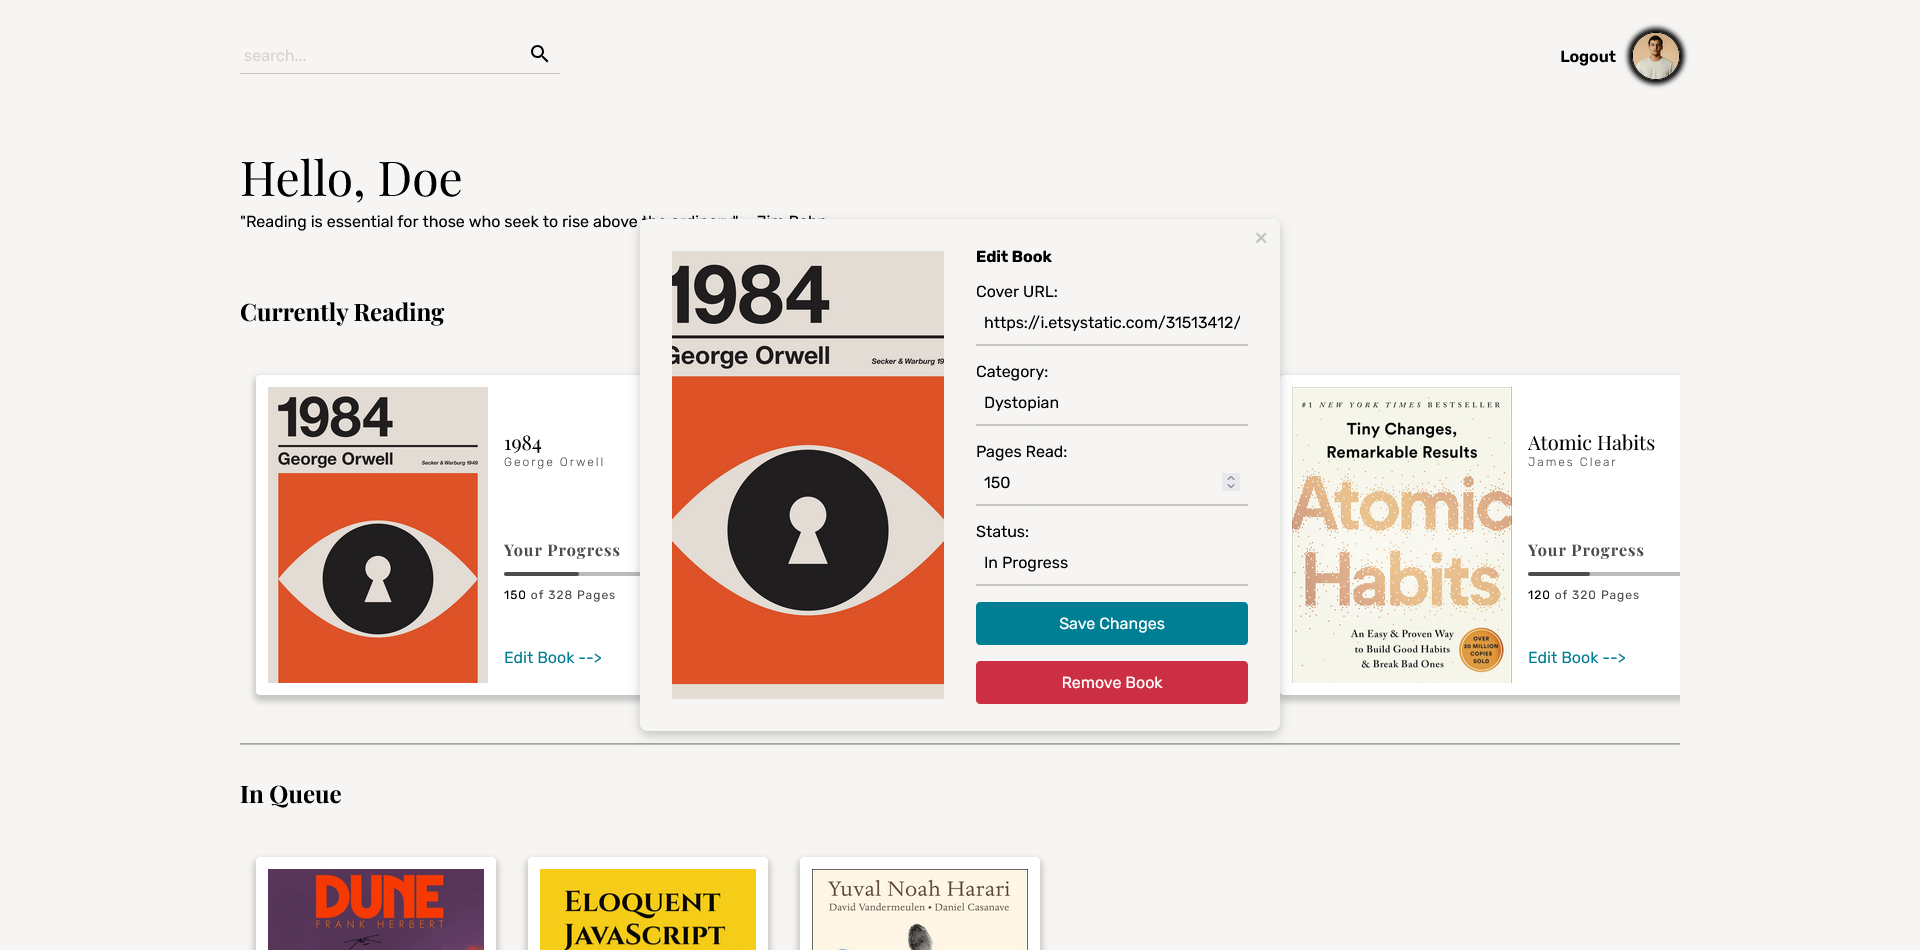 search...
Logout
Hello, Doe
"Reading is essential for those who seek to rise above
Currently Reading
1984
George Orwell
Secker & Warburg 1949
1984
George Orwell
Your Progress
150 of 328 Pages
Edit Book -->
1984
George Orwell
Secker & Warburg 19
×
Edit Book
Cover URL:
https://i.etsystatic.com/31513412/
Category:
Dystopian
Pages Read:
150
Status:
In Progress
Save Changes
Remove Book
#1 NEW YORK TIMES BESTSELLER
Tiny Changes,
Remarkable Results
Atomic
Habits
An Easy & Proven Way
to Build Good Habits
& Break Bad Ones
OVER
20 MILLION
COPIES
SOLD
Atomic Habits
James Clear
Your Progress
120 of 320 Pages
Edit Book -->
In Queue
DUNE
FRANK HERBERT
ELOQUENT
JAVASCRIPT
Yuval Noah Harari
David Vandermeulen • Daniel Casanave